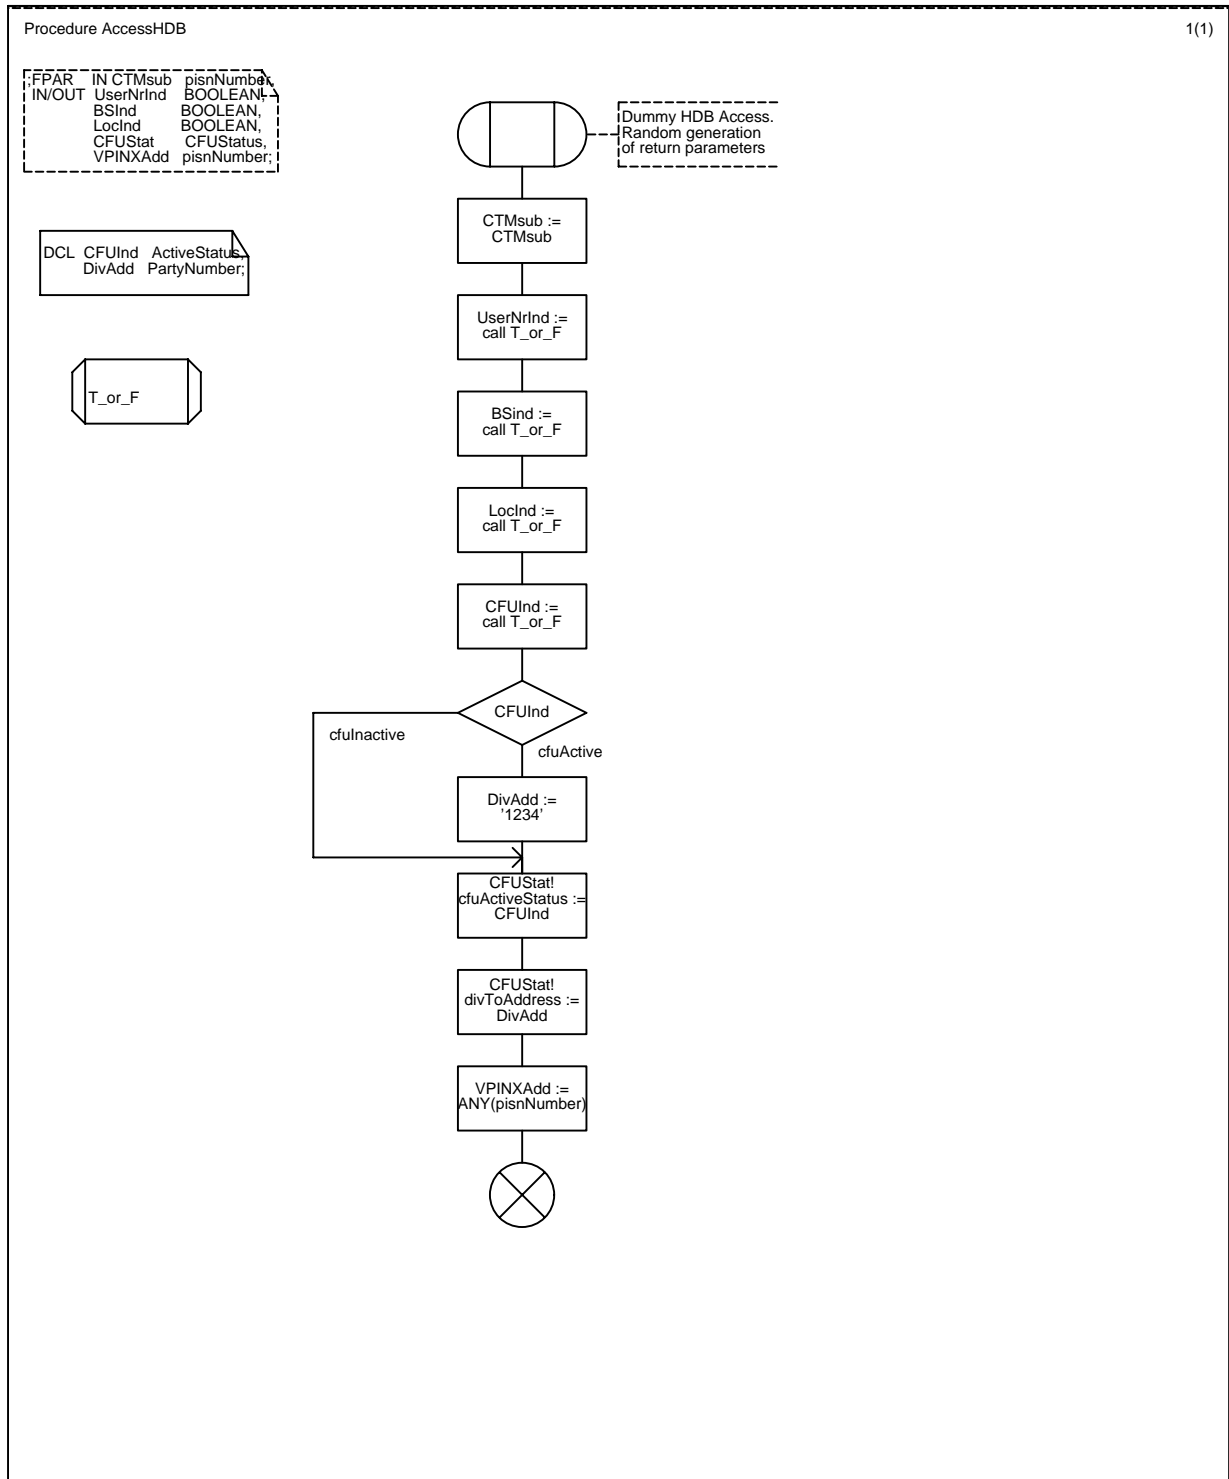 Procedure AccessHDB
1(1)
;FPAR IN CTMsub pisnNumber,
IN/OUT UserNrInd BOOLEAN,
BSInd BOOLEAN,
LocInd BOOLEAN,
CFUStat CFUStatus,
VPINXAdd pisnNumber;
Dummy HDB Access.
Random generation
of return parameters
DCL CFUInd ActiveStatus,
DivAdd PartyNumber;
T_or_F
CTMsub :=
CTMsub
UserNrInd :=
call T_or_F
BSind :=
call T_or_F
LocInd :=
call T_or_F
CFUInd :=
call T_or_F
CFUInd
cfuInactive
cfuActive
DivAdd :=
'1234'
CFUStat!
cfuActiveStatus :=
CFUInd
CFUStat!
divToAddress :=
DivAdd
VPINXAdd :=
ANY(pisnNumber)